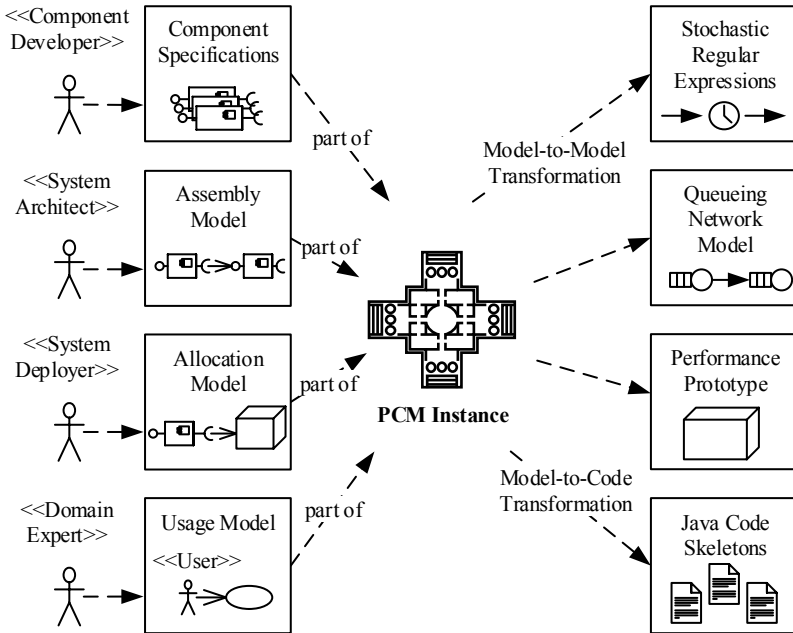 <<Component
Developer>>
Component
Specifications
part of
<<System
Architect>>
Assembly
Model
part of
<<System
Deployer>>
Allocation
Model
part of
<<Domain
Expert>>
Usage Model
<<User>>
part of
PCM Instance
Model-to-Model
Transformation
Model-to-Code
Transformation
Stochastic
Regular
Expressions
Queueing
Network
Model
Performance
Prototype
Java Code
Skeletons